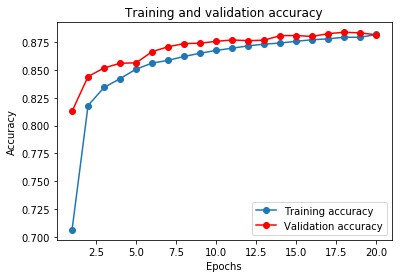 Training and validation accuracy
Accuracy
0.875
0.850
0.825
0.800
0.775
0.750
0.725
0.700
Training accuracy
Validation accuracy
2.5 5.0 7.5 10.0 12.5 15.0 17.5 20.0
Epochs